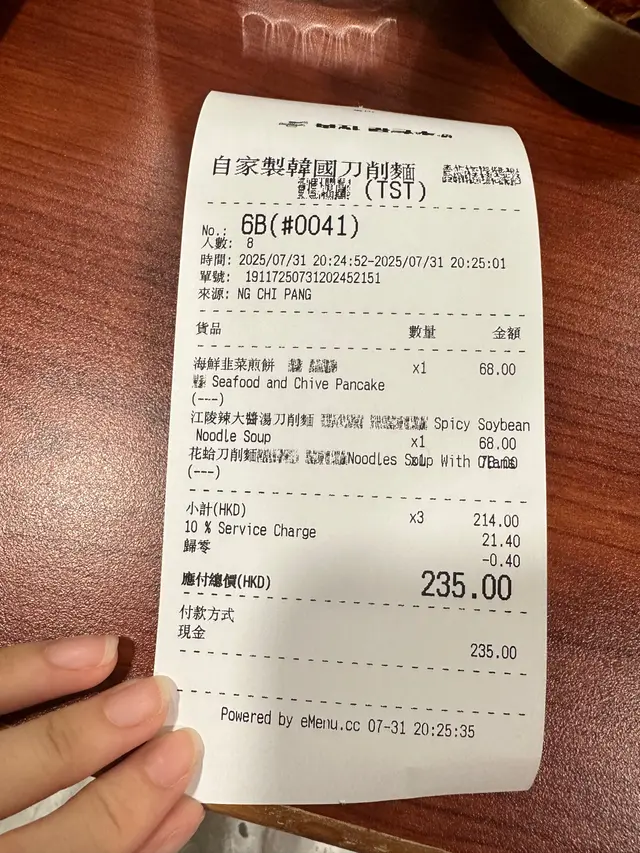 自家製韓國刀削麵
(TST)
No.: 6B(#0041)
人數: 8
時間: 2025/07/31 20:24:52-2025/07/31 20:25:01
單號: 19117250731202452151
來源: NG CHI PANG
貨品 數量 金額
海鮮韭菜煎餅 x1 68.00
Seafood and Chive Pancake
(---)
江陵辣大醬湯刀削麵 Spicy Soybean
Noodle Soup x1 68.00
花蛤刀削麵 Noodles Soup With Clams
(---)
小計(HKD) x3 214.00
10 % Service Charge 21.40
歸零 -0.40
應付總價(HKD) 235.00
付款方式
現金 235.00
Powered by eMenu.cc 07-31 20:25:35